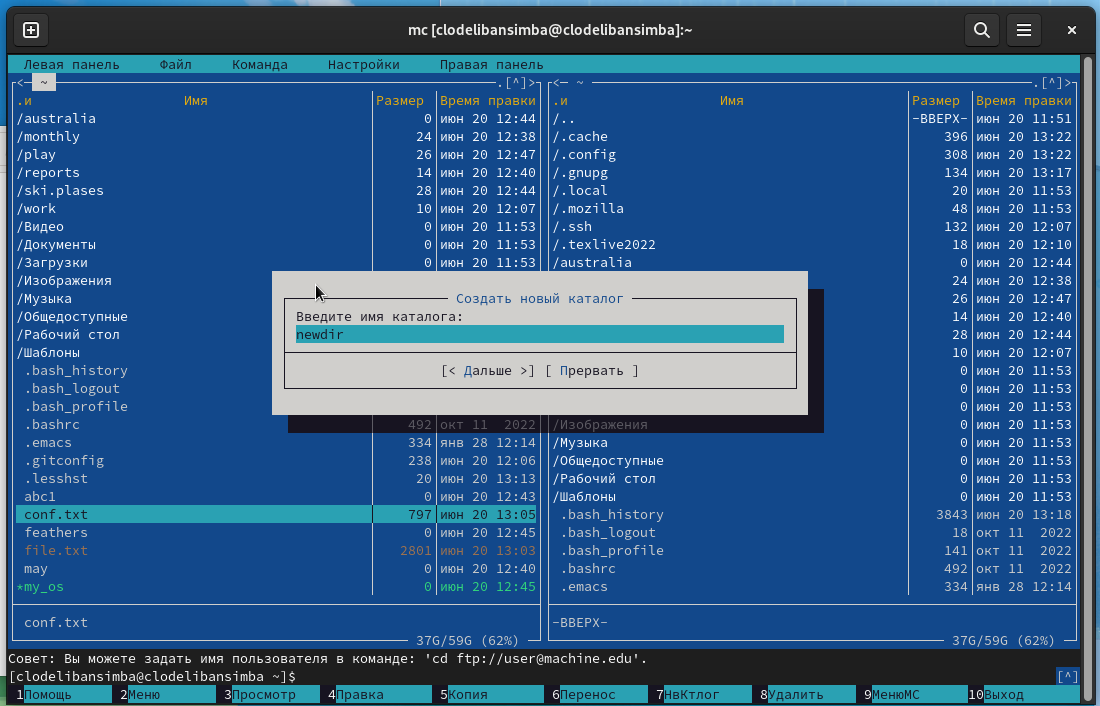 mc [clodelibansimba@clodelibansimba]:~
Левая панель Файл Команда Настройки Правая панель
<─ ~ .[^]> <─ ~ .[^]>
.и Имя Размер Время правки .и Имя Размер Время правки
/australia 0 июн 20 12:44 /.. -ВВЕРХ- июн 20 11:51
/monthly 24 июн 20 12:38 /.cache 396 июн 20 13:22
/play 26 июн 20 12:47 /.config 308 июн 20 13:22
/reports 14 июн 20 12:40 /.gnupg 134 июн 20 13:17
/ski.plases 28 июн 20 12:44 /.local 20 июн 20 11:53
/work 10 июн 20 12:07 /.mozilla 48 июн 20 11:53
/Видео 0 июн 20 11:53 /.ssh 132 июн 20 12:07
/Документы 0 июн 20 11:53 /.texlive2022 18 июн 20 12:10
/Загрузки 0 июн 20 11:53 /australia 0 июн 20 12:44
/Изображения 24 июн 20 12:38
/Музыка Создать новый каталог 26 июн 20 12:47
/Общедоступные Введите имя каталога: 14 июн 20 12:40
/Рабочий стол newdir 28 июн 20 12:44
/Шаблоны 10 июн 20 12:07
.bash_history [< Дальше >] [ Прервать ] 0 июн 20 11:53
.bash_logout 0 июн 20 11:53
.bash_profile 0 июн 20 11:53
.bashrc 492 окт 11 2022 /Изображения 0 июн 20 11:53
.emacs 334 янв 28 12:14 /Музыка 0 июн 20 11:53
.gitconfig 238 июн 20 12:06 /Общедоступные 0 июн 20 11:53
.lesshst 20 июн 20 13:13 /Рабочий стол 0 июн 20 11:53
abc1 0 июн 20 12:43 /Шаблоны 0 июн 20 11:53
conf.txt 797 июн 20 13:05 .bash_history 3843 июн 20 13:18
feathers 0 июн 20 12:45 .bash_logout 18 окт 11 2022
file.txt 2801 июн 20 13:03 .bash_profile 141 окт 11 2022
may 0 июн 20 12:40 .bashrc 492 окт 11 2022
*my_os 0 июн 20 12:45 .emacs 334 янв 28 12:14
conf.txt -ВВЕРХ-
37G/59G (62%) 37G/59G (62%)
Совет: Вы можете задать имя пользователя в команде: 'cd ftp://user@machine.edu'.
[clodelibansimba@clodelibansimba ~]$ [^]
1Помощь 2Меню 3Просмотр 4Правка 5Копия 6Перенос 7НвКтлог 8Удалить 9МенюМС 10Выход